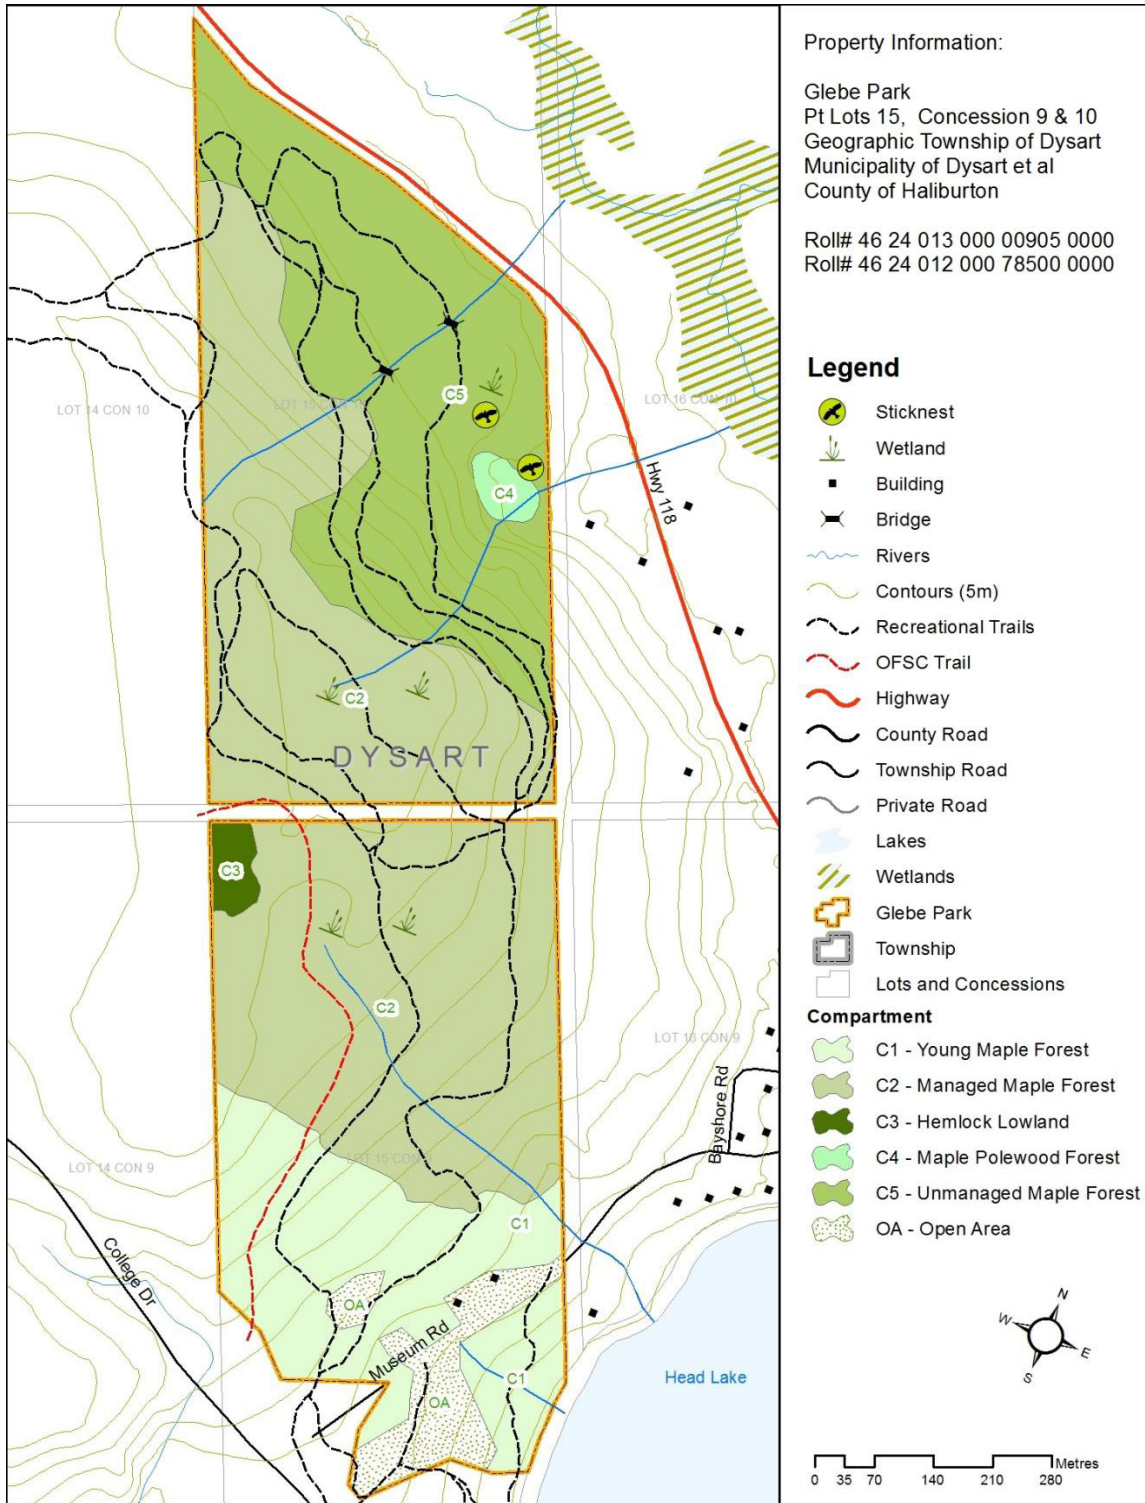 Property Information:
Glebe Park
Pt Lots 15, Concession 9 & 10
Geographic Township of Dysart
Municipality of Dysart et al
County of Haliburton
Roll# 46 24 013 000 00905 0000
Roll# 46 24 012 000 78500 0000
Legend
Sticknest
Wetland
Building
Bridge
Rivers
Contours (5m)
Recreational Trails
OFSC Trail
Highway
County Road
Township Road
Private Road
Lakes
Wetlands
Glebe Park
Township
Lots and Concessions
Compartment
C1 - Young Maple Forest
C2 - Managed Maple Forest
C3 - Hemlock Lowland
C4 - Maple Polewood Forest
C5 - Unmanaged Maple Forest
OA - Open Area
N
W
E
S
Metres
0 35 70 140 210 280
C5
LOT 14 CON 10
LOT 15 CON
LOT 16 CON 10
C4
Hwy 118
C2
DYSART
C3
C2
LOT 16 CON 9
Bayshore Rd
LOT 14 CON 9
LOT 15 CON
C1
College Dr
OA
Museum Rd
C1
OA
Head Lake